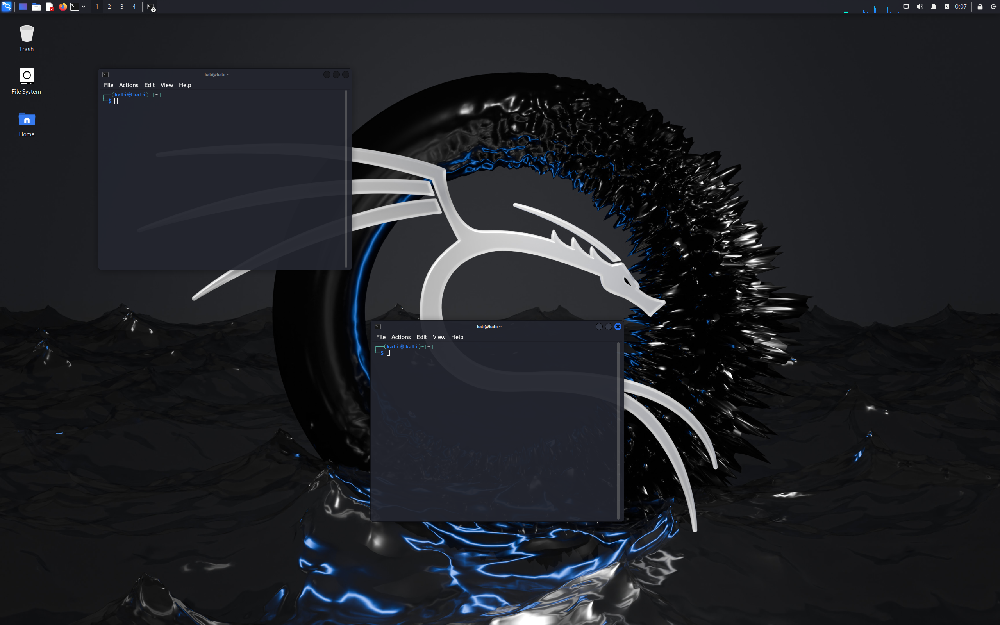 1 2 3 4 2 0:07
Trash
File System
Home
kali@kali: ~
File Actions Edit View Help
┌──(kali㉿kali)-[~]
└─$
kali@kali: ~
File Actions Edit View Help
┌──(kali㉿kali)-[~]
└─$